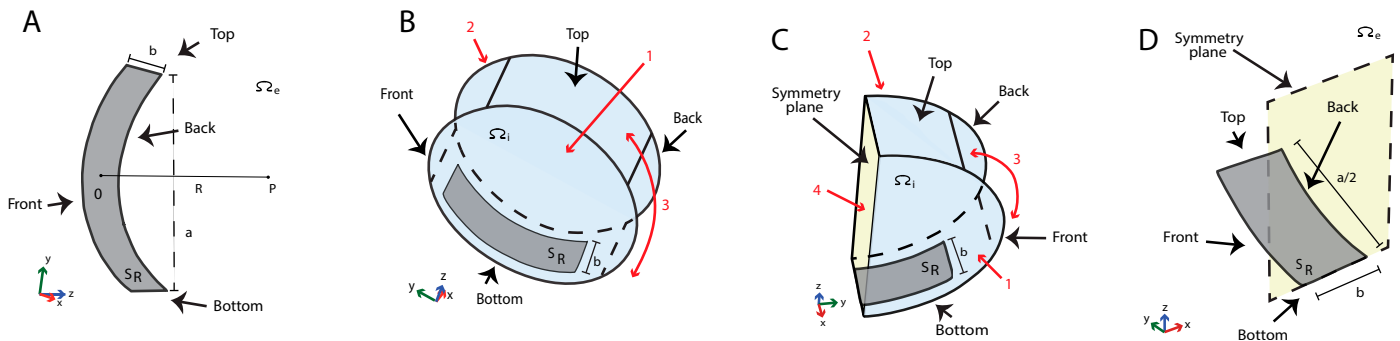 A
b
Top
Ωe
Back
0
R
P
Front
a
SR
Bottom
y
z
x
B
2
Top
1
Front
Ωi
Back
3
SR
b
Bottom
z
y
x
C
2
Top
Symmetry
plane
Back
3
Ωi
4
b
Front
SR
1
Bottom
z
y
x
D
Ωe
Symmetry
plane
Top
Back
a/2
Front
SR
b
Bottom
z
y
x